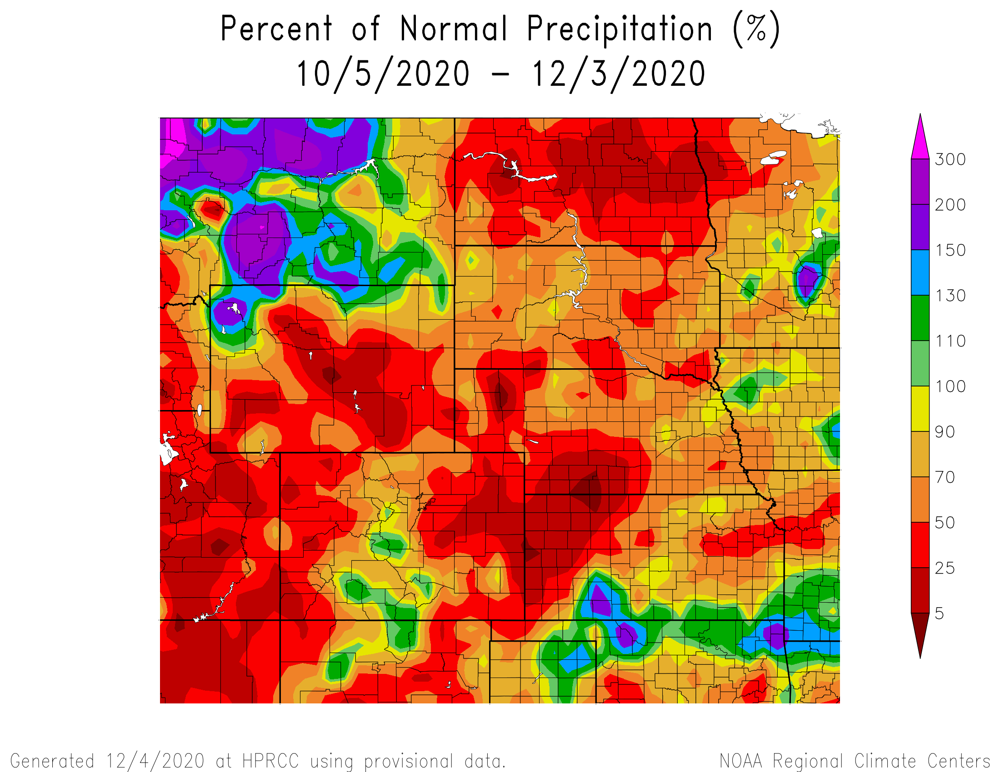 Percent of Normal Precipitation (%)
10/5/2020 – 12/3/2020
300
200
150
130
110
100
90
70
50
25
5
Generated 12/4/2020 at HPRCC using provisional data.
NOAA Regional Climate Centers